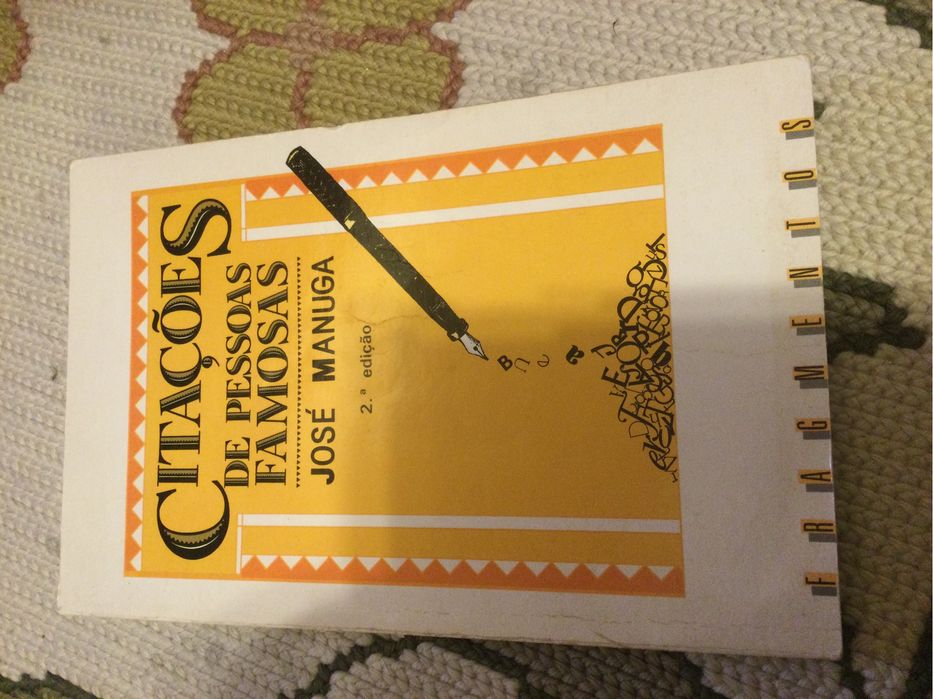 CITAÇÕES
DE PESSOAS
FAMOSAS
JOSÉ MANUGA
2.ª edição
FRAGMENTOS